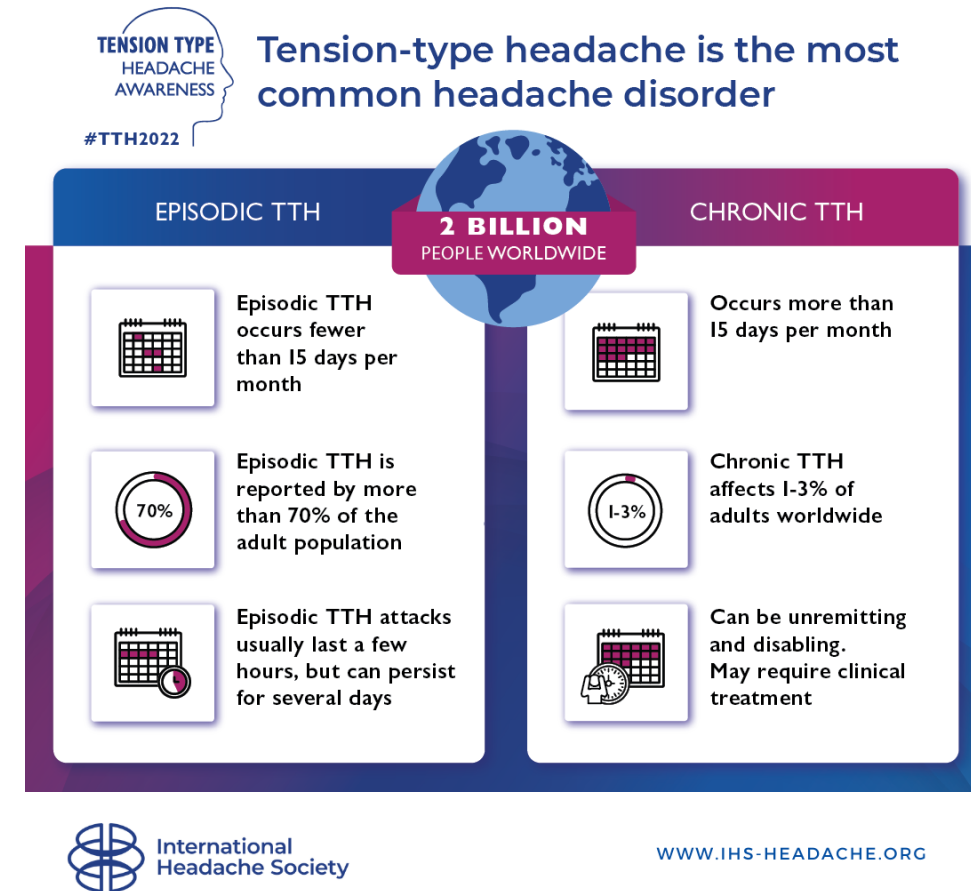 TENSION TYPE
HEADACHE
AWARENESS
#TTH2022
Tension-type headache is the most
common headache disorder
EPISODIC TTH
2 BILLION
PEOPLE WORLDWIDE
CHRONIC TTH
Episodic TTH
occurs fewer
than 15 days per
month
70%
Episodic TTH is
reported by more
than 70% of the
adult population
Episodic TTH attacks
usually last a few
hours, but can persist
for several days
Occurs more than
15 days per month
1-3%
Chronic TTH
affects 1-3% of
adults worldwide
Can be unremitting
and disabling.
May require clinical
treatment
International
Headache Society
WWW.IHS-HEADACHE.ORG